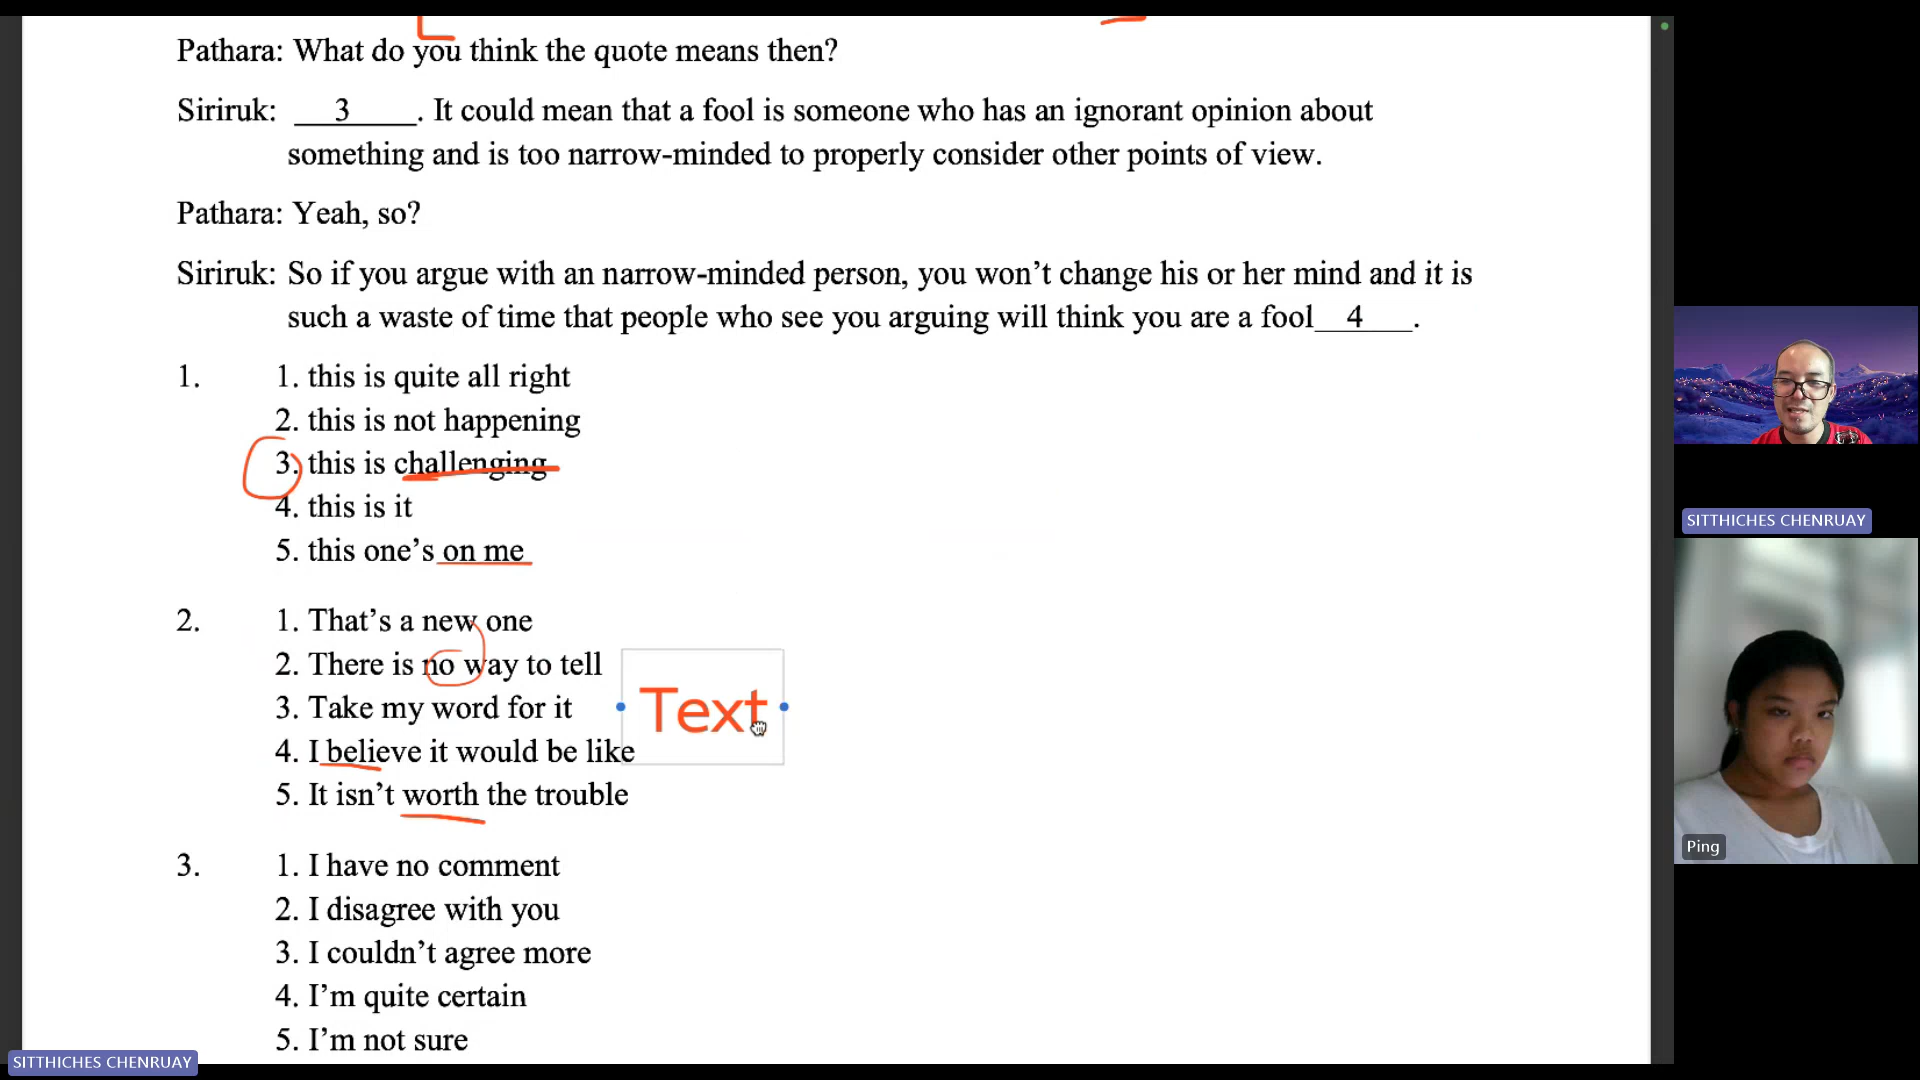 Pathara: What do you think the quote means then?
Siriruk: 3 . It could mean that a fool is someone who has an ignorant opinion about
something and is too narrow-minded to properly consider other points of view.
Pathara: Yeah, so?
Siriruk: So if you argue with an narrow-minded person, you won’t change his or her mind and it is
such a waste of time that people who see you arguing will think you are a fool 4 .
1. 1. this is quite all right
2. this is not happening
3. this is challenging
4. this is it
5. this one’s on me
2. 1. That’s a new one
2. There is no way to tell
3. Take my word for it
4. I believe it would be like
5. It isn’t worth the trouble
Text
3. 1. I have no comment
2. I disagree with you
3. I couldn’t agree more
4. I’m quite certain
5. I’m not sure
SITTHICHES CHENRUAY
SITTHICHES CHENRUAY
Ping